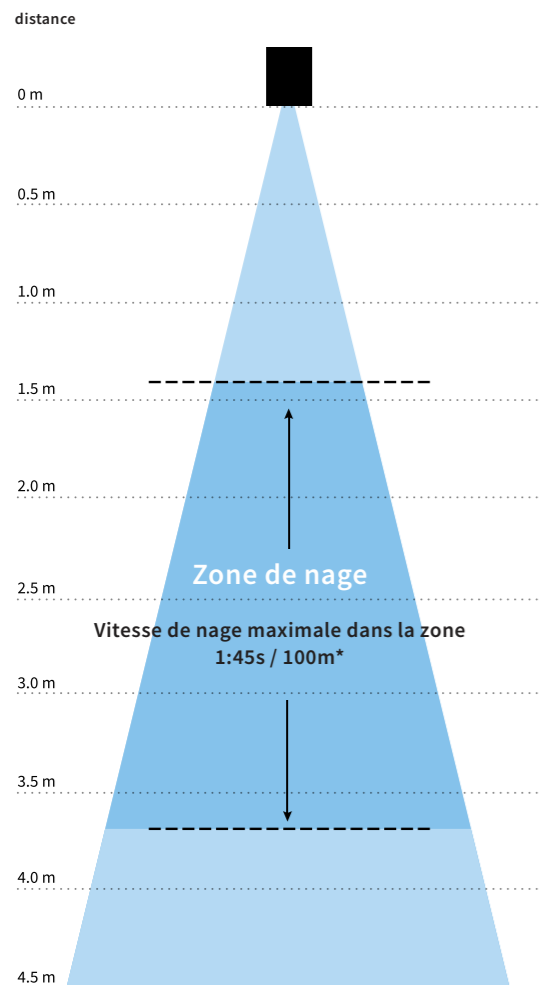 distance
0 m
0.5 m
1.0 m
1.5 m
2.0 m
Zone de nage
2.5 m
Vitesse de nage maximale dans la zone
1:45s / 100m*
3.0 m
3.5 m
4.0 m
4.5 m